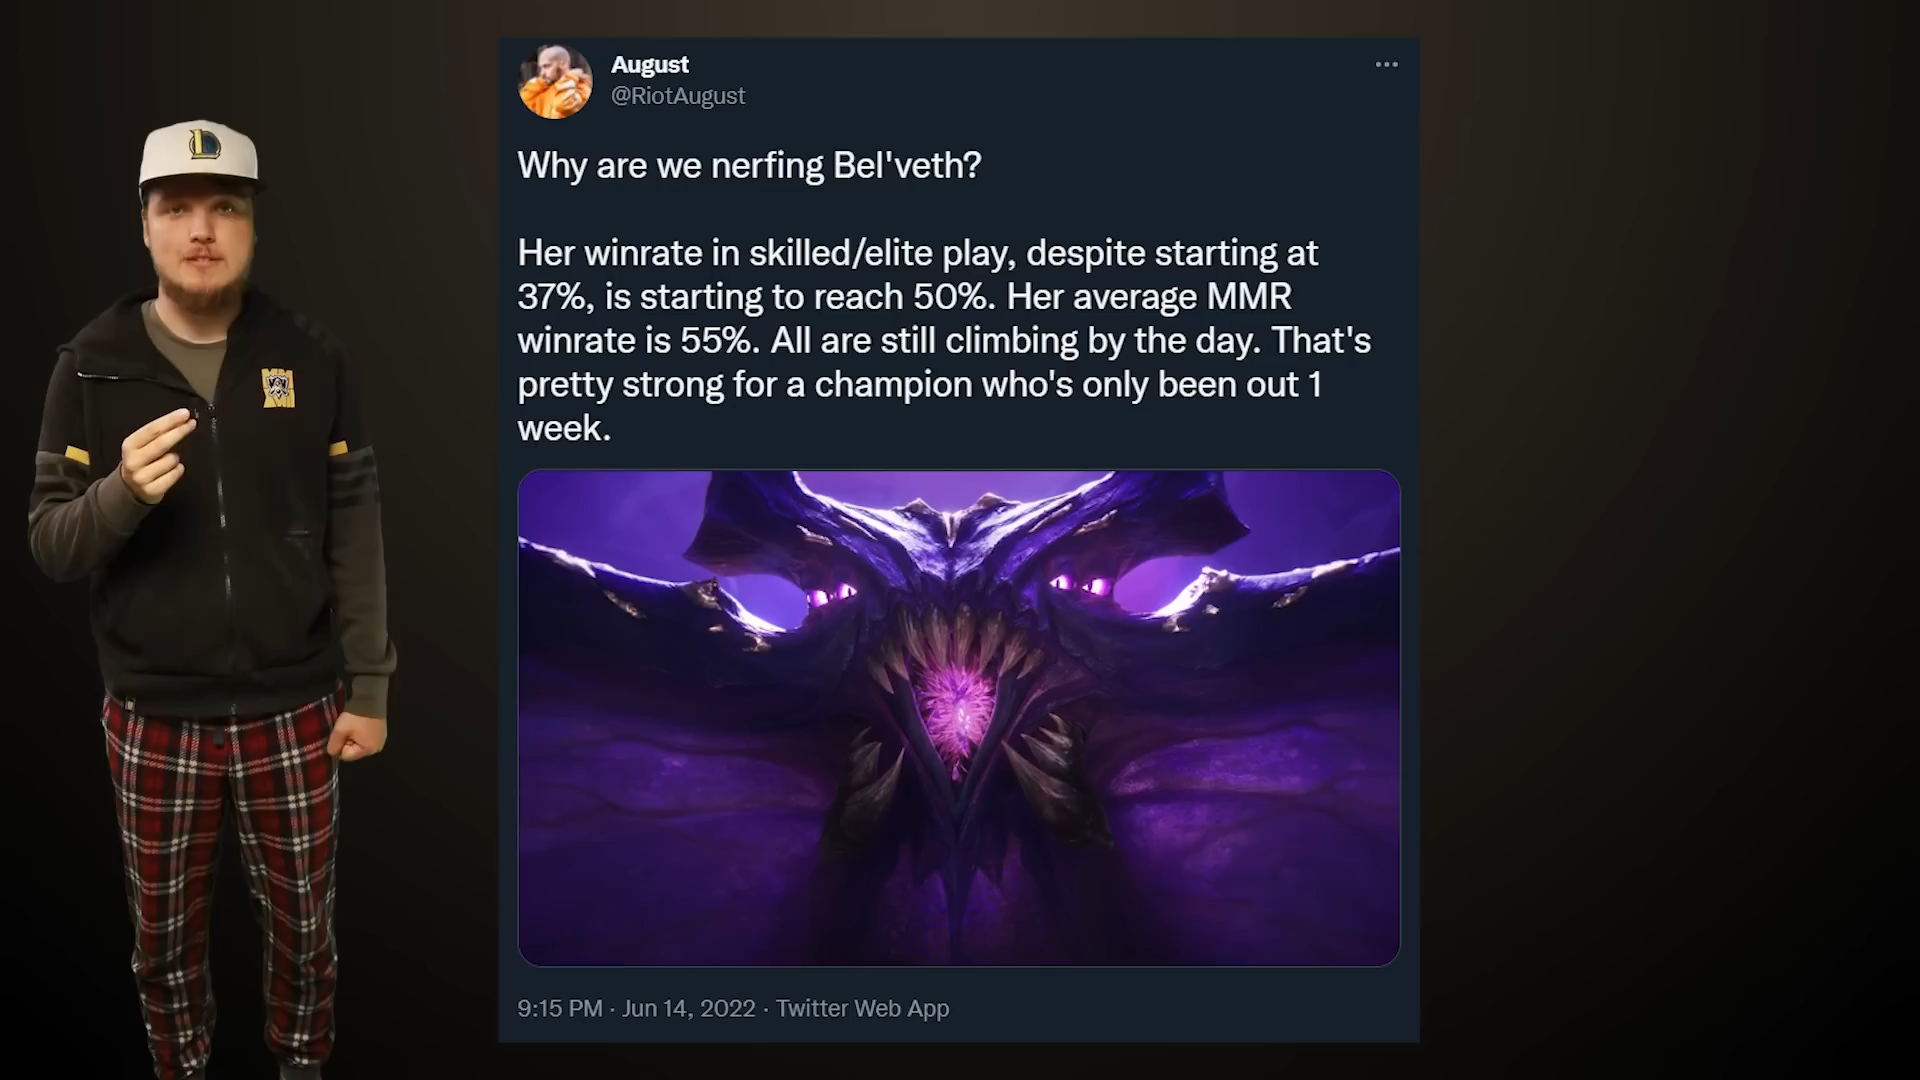 August
@RiotAugust
Why are we nerfing Bel'veth?
Her winrate in skilled/elite play, despite starting at
37%, is starting to reach 50%. Her average MMR
winrate is 55%. All are still climbing by the day. That's
pretty strong for a champion who's only been out 1
week.
9:15 PM · Jun 14, 2022 · Twitter Web App